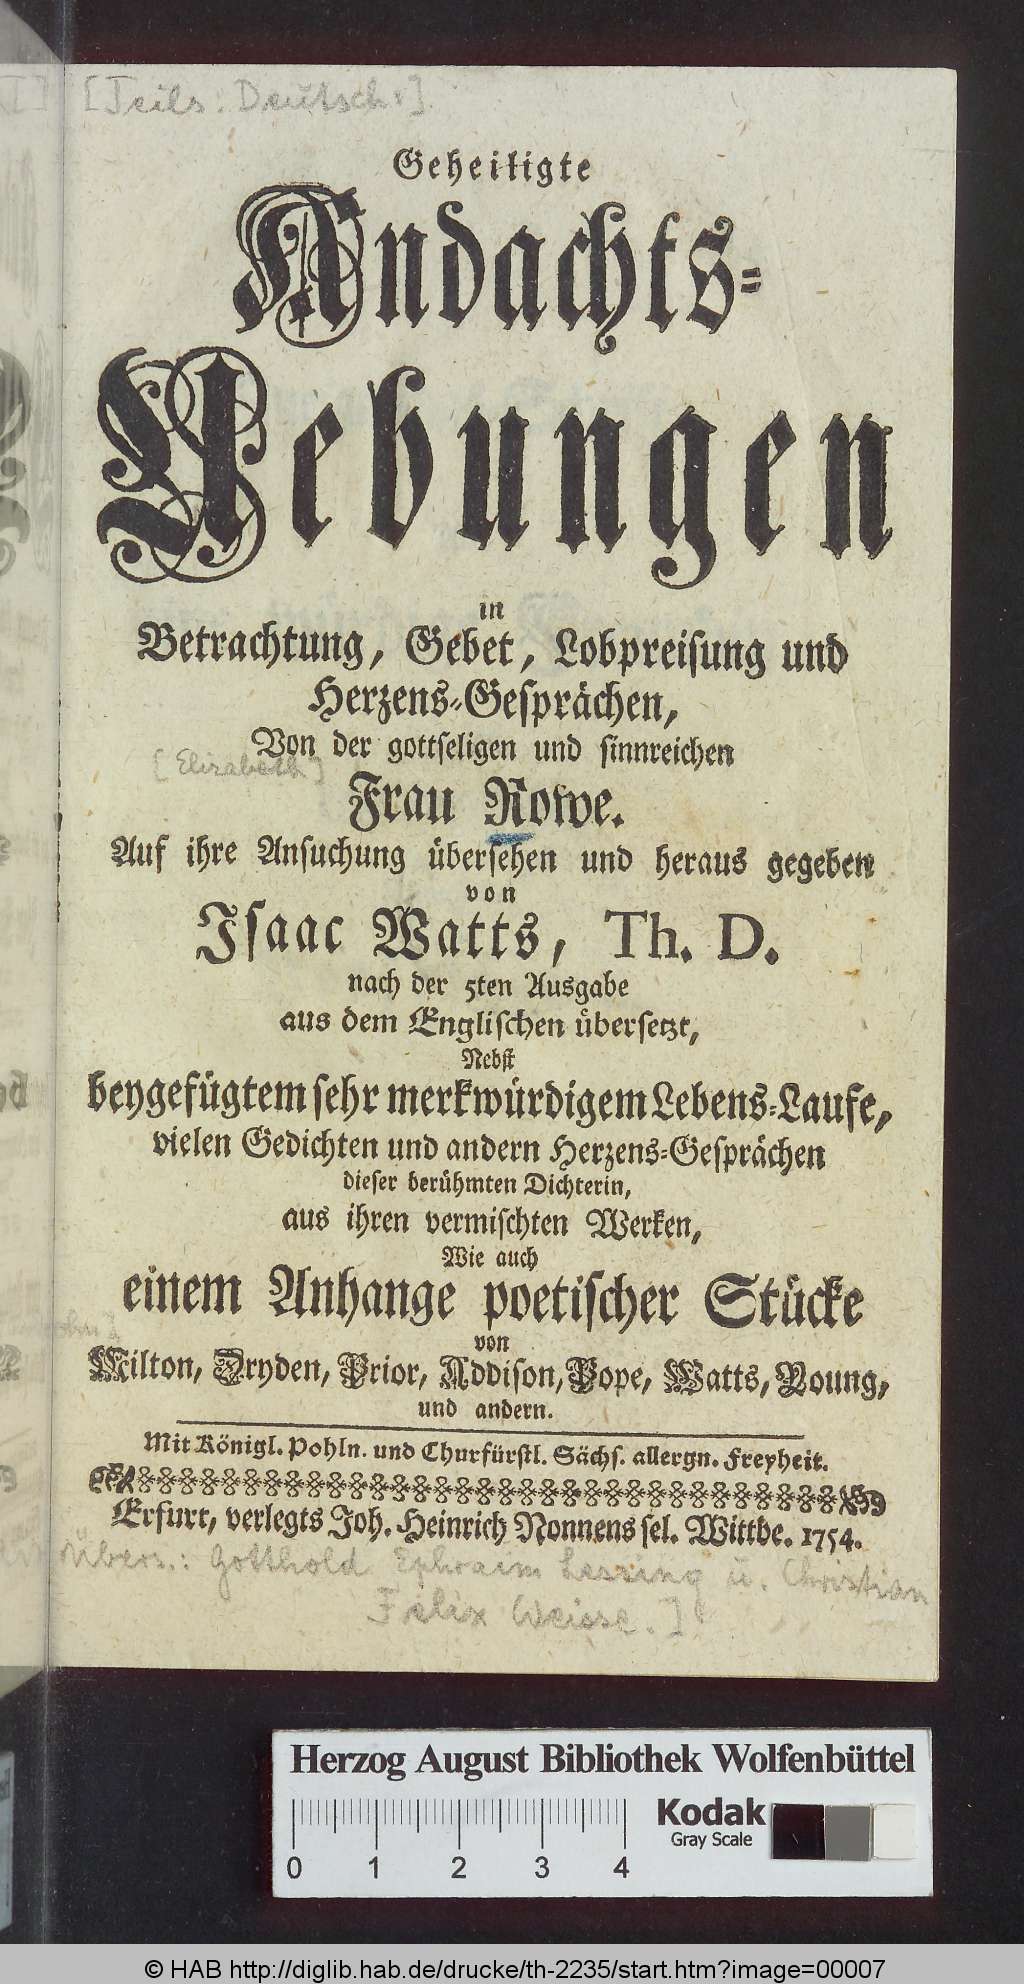 [Teils. Deutsch:]
Geheiligte
Andachts-
Uebungen
in
Betrachtung, Gebet, Lobpreisung und
Herzens-Gesprächen,
Von der gottseligen und sinnreichen
[Elizabeth]
Frau Rowe.
Auf ihre Ansuchung übersehen und heraus gegeben
von
Isaac Watts, Th. D.
nach der 5ten Ausgabe
aus dem Englischen übersetzt,
Nebst
beygefügtem sehr merkwürdigem Lebens-Laufe,
vielen Gedichten und andern Herzens-Gesprächen
dieser berühmten Dichterin,
aus ihren vermischten Werken,
Wie auch
einem Anhange poetischer Stücke
von
Milton, Dryden, Prior, Addison, Pope, Watts, Young,
und andern.
Mit Königl. Pohln. und Churfürstl. Sächs. allergn. Freyheit.
Erfurt, verlegts Joh. Heinrich Nonnens sel. Wittbe. 1754.
Übers.: Gotthold Ephraim Lessing u. Christian
Felix Weisse.]
Herzog August Bibliothek Wolfenbüttel
Kodak
Gray Scale
0 1 2 3 4
© HAB http://diglib.hab.de/drucke/th-2235/start.htm?image=00007